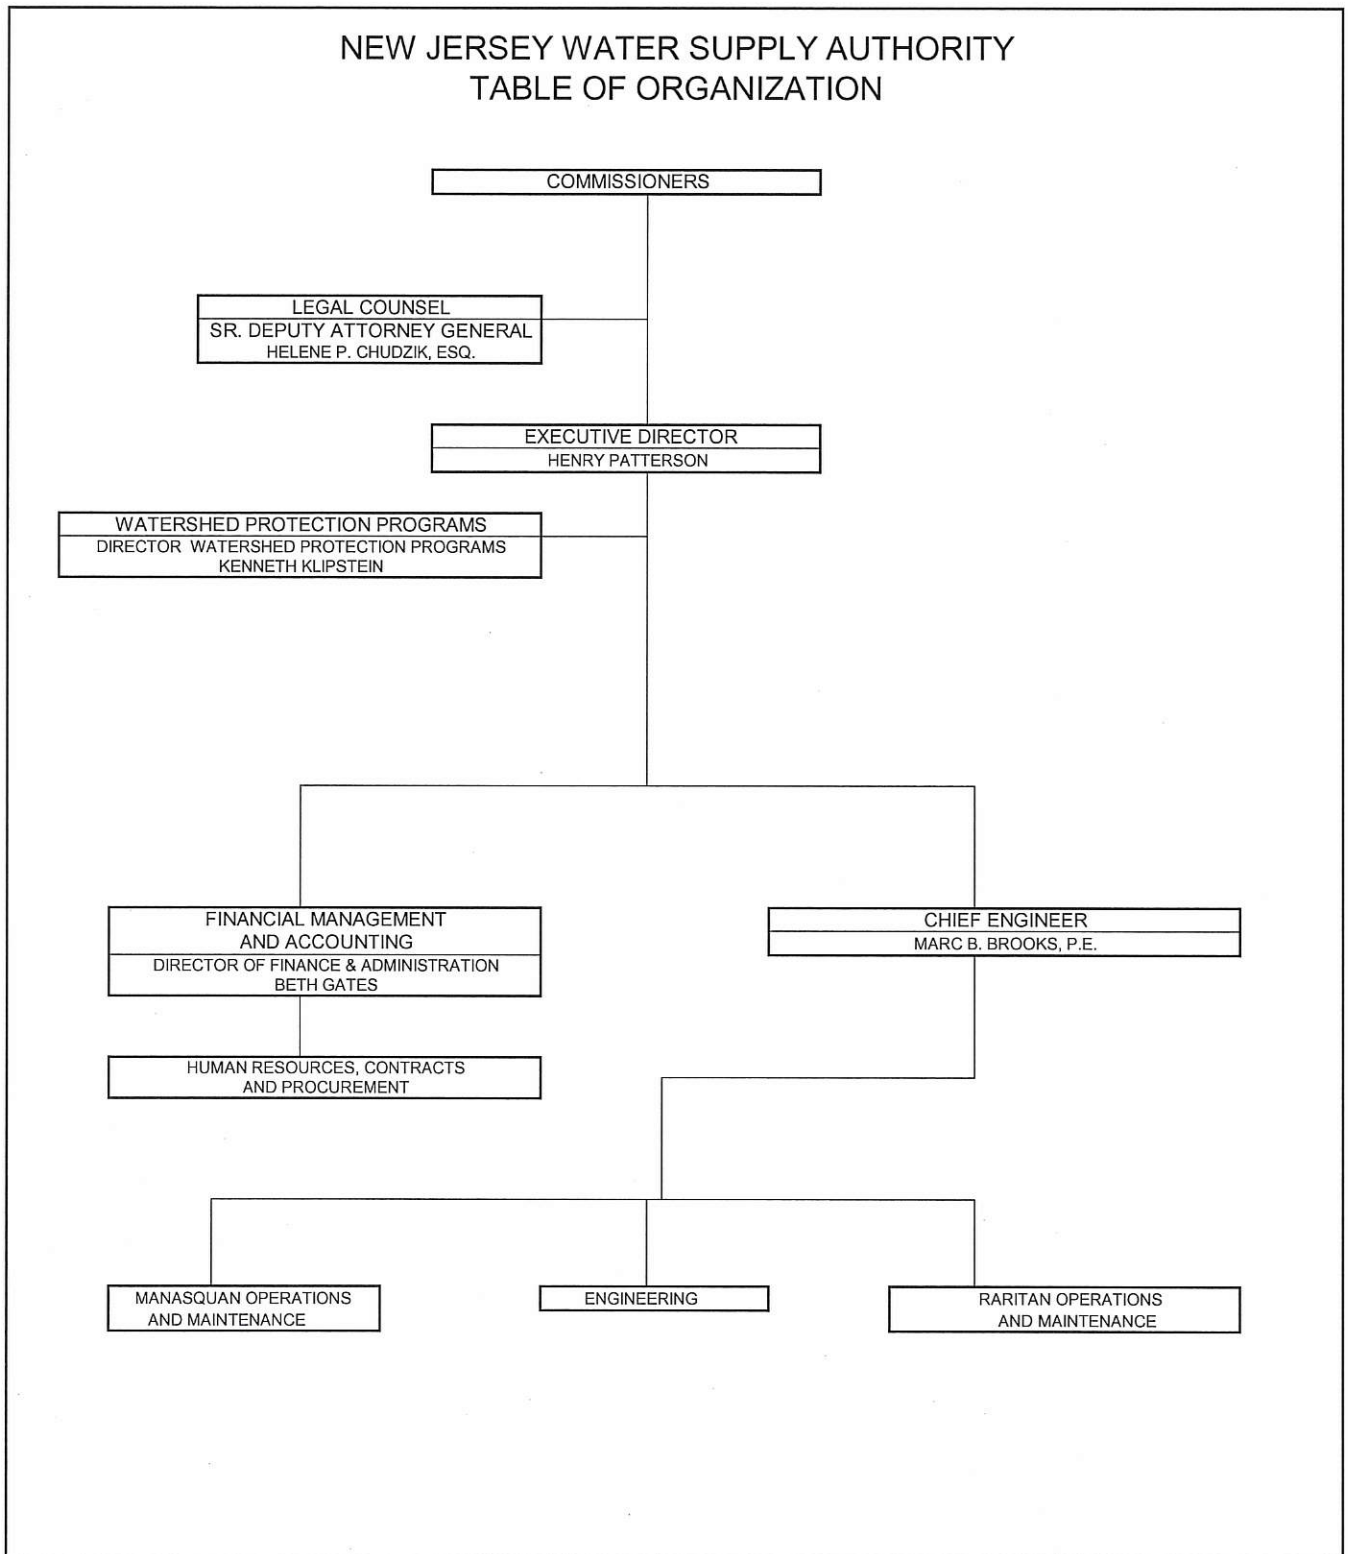 NEW JERSEY WATER SUPPLY AUTHORITY
TABLE OF ORGANIZATION
COMMISSIONERS
LEGAL COUNSEL
SR. DEPUTY ATTORNEY GENERAL
HELENE P. CHUDZIK, ESQ.
EXECUTIVE DIRECTOR
HENRY PATTERSON
WATERSHED PROTECTION PROGRAMS
DIRECTOR WATERSHED PROTECTION PROGRAMS
KENNETH KLIPSTEIN
FINANCIAL MANAGEMENT
AND ACCOUNTING
DIRECTOR OF FINANCE & ADMINISTRATION
BETH GATES
CHIEF ENGINEER
MARC B. BROOKS, P.E.
HUMAN RESOURCES, CONTRACTS
AND PROCUREMENT
MANASQUAN OPERATIONS
AND MAINTENANCE
ENGINEERING
RARITAN OPERATIONS
AND MAINTENANCE